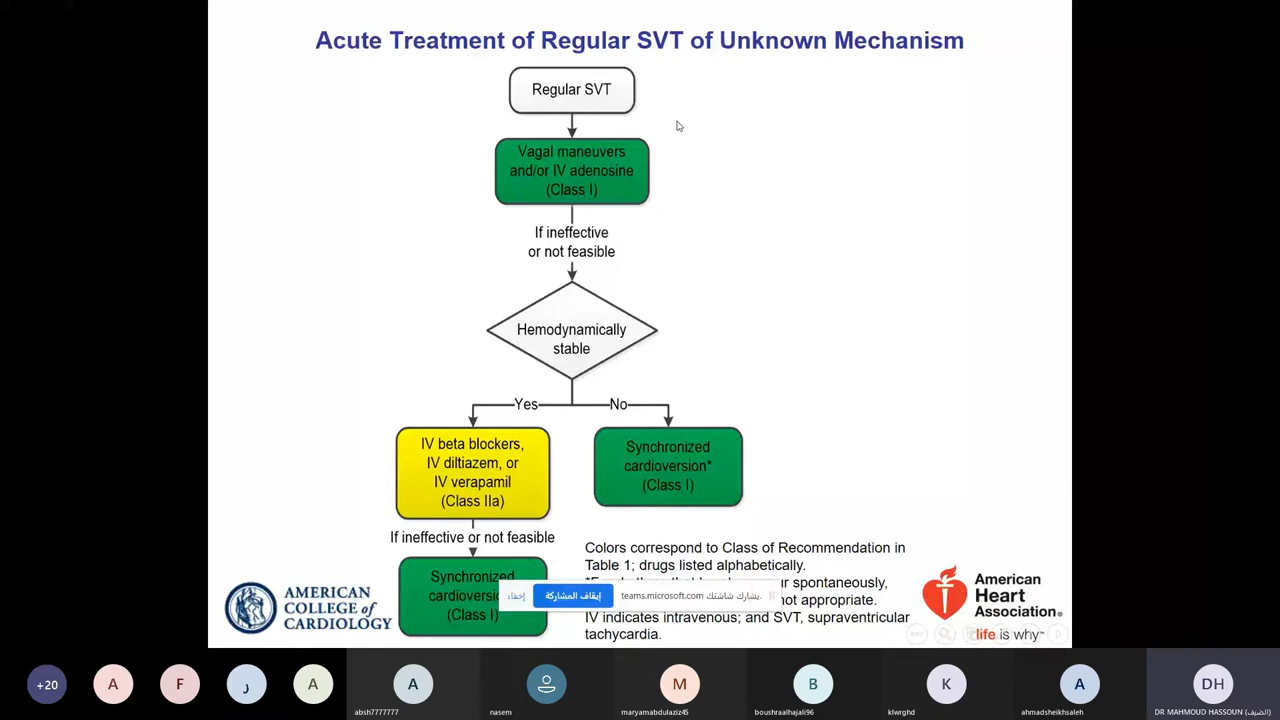 Acute Treatment of Regular SVT of Unknown Mechanism
Regular SVT
Vagal maneuvers
and/or IV adenosine
(Class I)
If ineffective
or not feasible
Hemodynamically
stable
Yes
No
IV beta blockers,
IV diltiazem, or
IV verapamil
(Class IIa)
Synchronized
cardioversion*
(Class I)
If ineffective or not feasible
Synchronized
(Class I)
Colors correspond to Class of Recommendation in
Table 1; drugs listed alphabetically.
spontaneously,
not appropriate.
IV indicates intravenous; and SVT, supraventricular
tachycardia.
إخفاء
إيقاف المشاركة
يشارك شاشتك teams.microsoft.com.
AMERICAN
COLLEGE of
CARDIOLOGY
American
Heart
Association®
life is why™
+20
A
F
ر
A
A
absh7777777
nasem
M
maryamabdulaziz45
B
boushraalhajali96
K
klwrghd
A
ahmadsheikhsaleh
DH
DR MAHMOUD HASSOUN (الضيف)